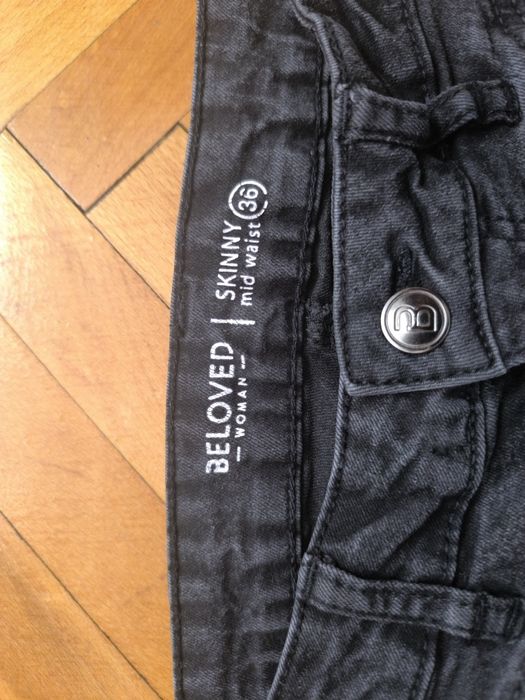 BELOVED | SKINNY 36
— WOMAN — mid waist
B